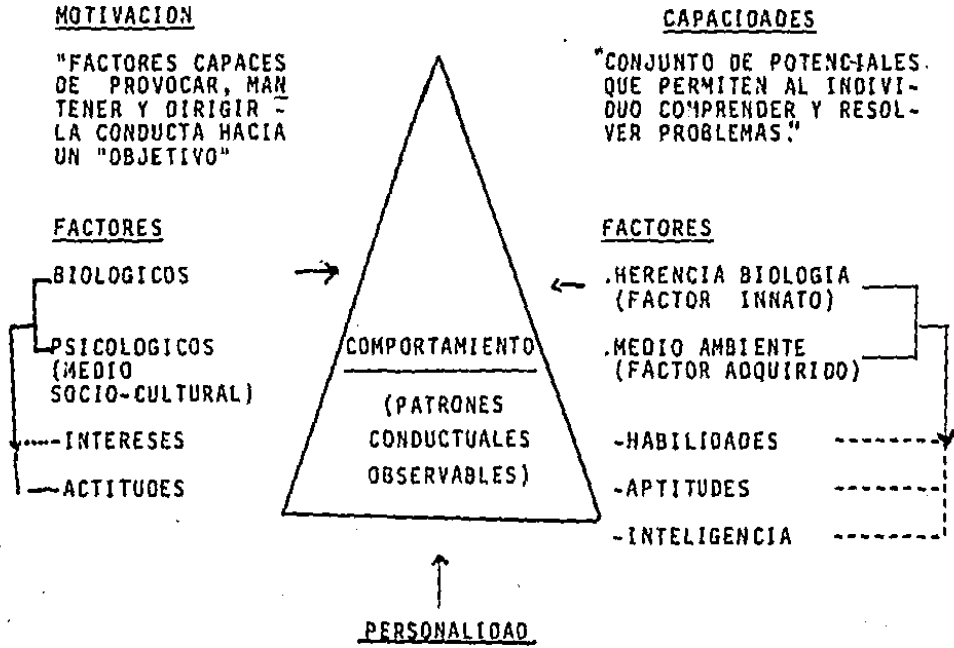 MOTIVACION
"FACTORES CAPACES
DE PROVOCAR, MAN
TENER Y DIRIGIR -
LA CONDUCTA HACIA
UN "OBJETIVO"
FACTORES
BIOLOGICOS
PSICOLOGICOS
(MEDIO
SOCIO-CULTURAL)
-INTERESES
-ACTITUDES
COMPORTAMIENTO
(PATRONES
CONDUCTUALES
OBSERVABLES)
CAPACIDADES
"CONJUNTO DE POTENCIALES
QUE PERMITEN AL INDIVI-
DUO COMPRENDER Y RESOL-
VER PROBLEMAS."
FACTORES
.HERENCIA BIOLOGIA
(FACTOR INNATO)
.MEDIO AMBIENTE
(FACTOR ADQUIRIDO)
-HABILIDADES
-APTITUDES
-INTELIGENCIA
PERSONALIDAD